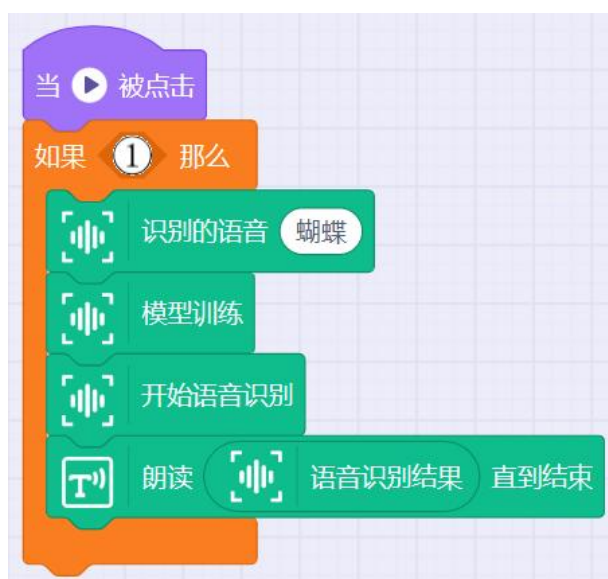 当 被点击
如果 1 那么
识别的语音 蝴蝶
模型训练
开始语音识别
T 朗读 语音识别结果 直到结束